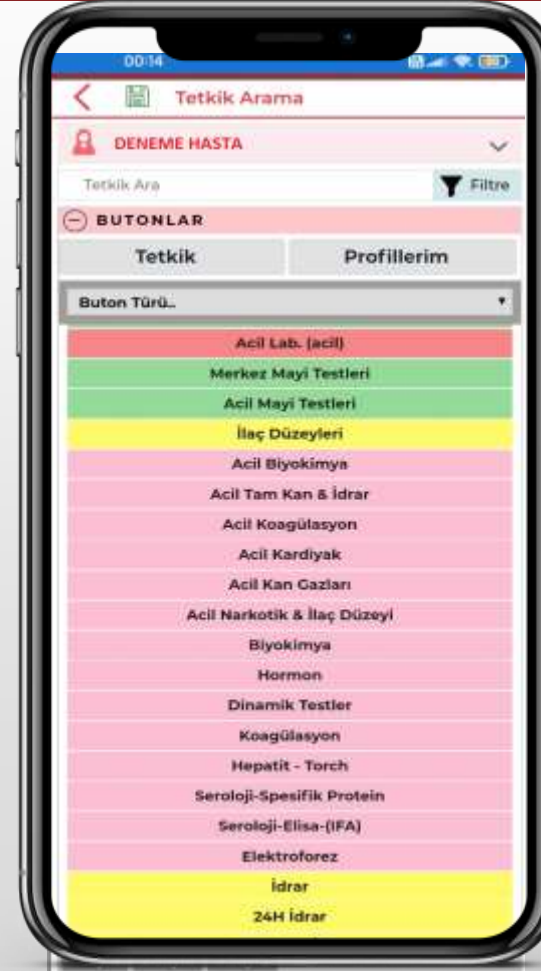 00:14
Tetkik Arama
DENEME HASTA
Tetkik Ara
Filtre
BUTONLAR
Tetkik Profillerim
Buton Türü..
Acil Lab. (acil)
Merkez Mayi Testleri
Acil Mayi Testleri
İlaç Düzeyleri
Acil Biyokimya
Acil Tam Kan & İdrar
Acil Koagülasyon
Acil Kardiyak
Acil Kan Gazları
Acil Narkotik & İlaç Düzeyi
Biyokimya
Hormon
Dinamik Testler
Koagülasyon
Hepatit - Torch
Seroloji-Spesifik Protein
Seroloji-Elisa-(IFA)
Elektroforez
İdrar
24H İdrar